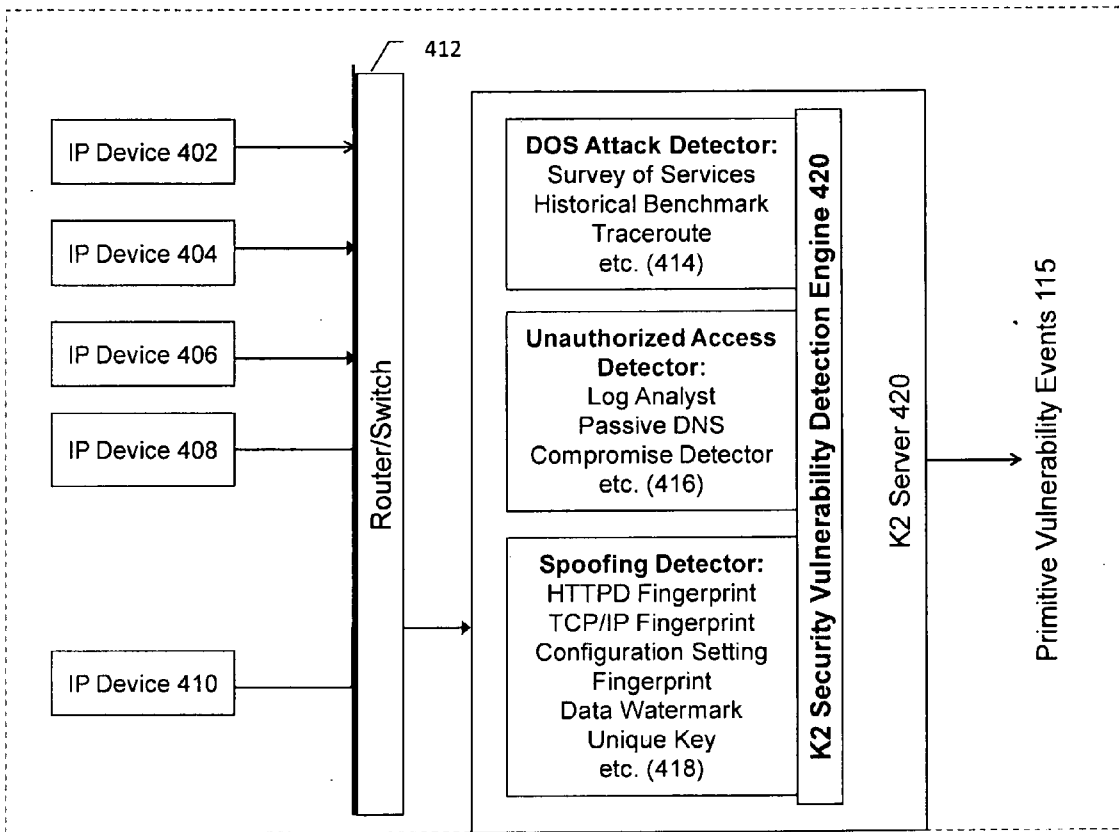 412
IP Device 402
IP Device 404
IP Device 406
IP Device 408
IP Device 410
Router/Switch
DOS Attack Detector:
Survey of Services
Historical Benchmark
Traceroute
etc. (414)
Unauthorized Access
Detector:
Log Analyst
Passive DNS
Compromise Detector
etc. (416)
Spoofing Detector:
HTTPD Fingerprint
TCP/IP Fingerprint
Configuration Setting
Fingerprint
Data Watermark
Unique Key
etc. (418)
K2 Security Vulnerability Detection Engine 420
K2 Server 420
Primitive Vulnerability Events 115